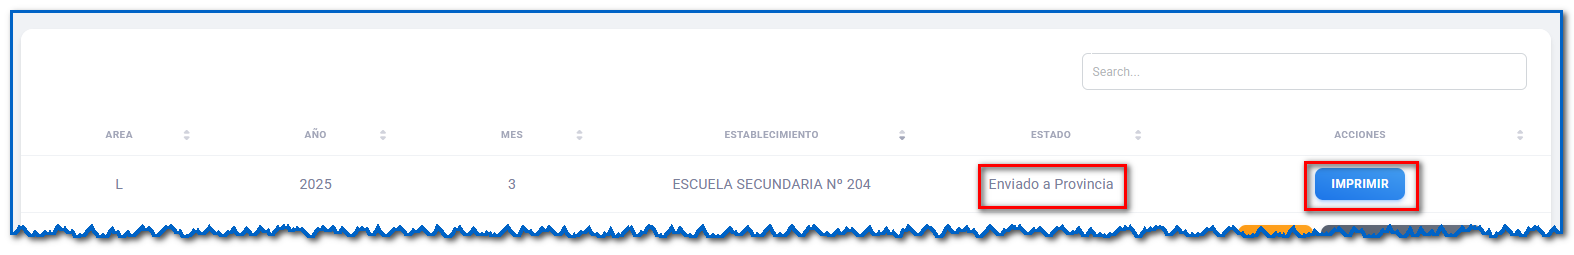 Search...
AREA AÑO MES ESTABLECIMIENTO ESTADO ACCIONES
L 2025 3 ESCUELA SECUNDARIA Nº 204 Enviado a Provincia IMPRIMIR